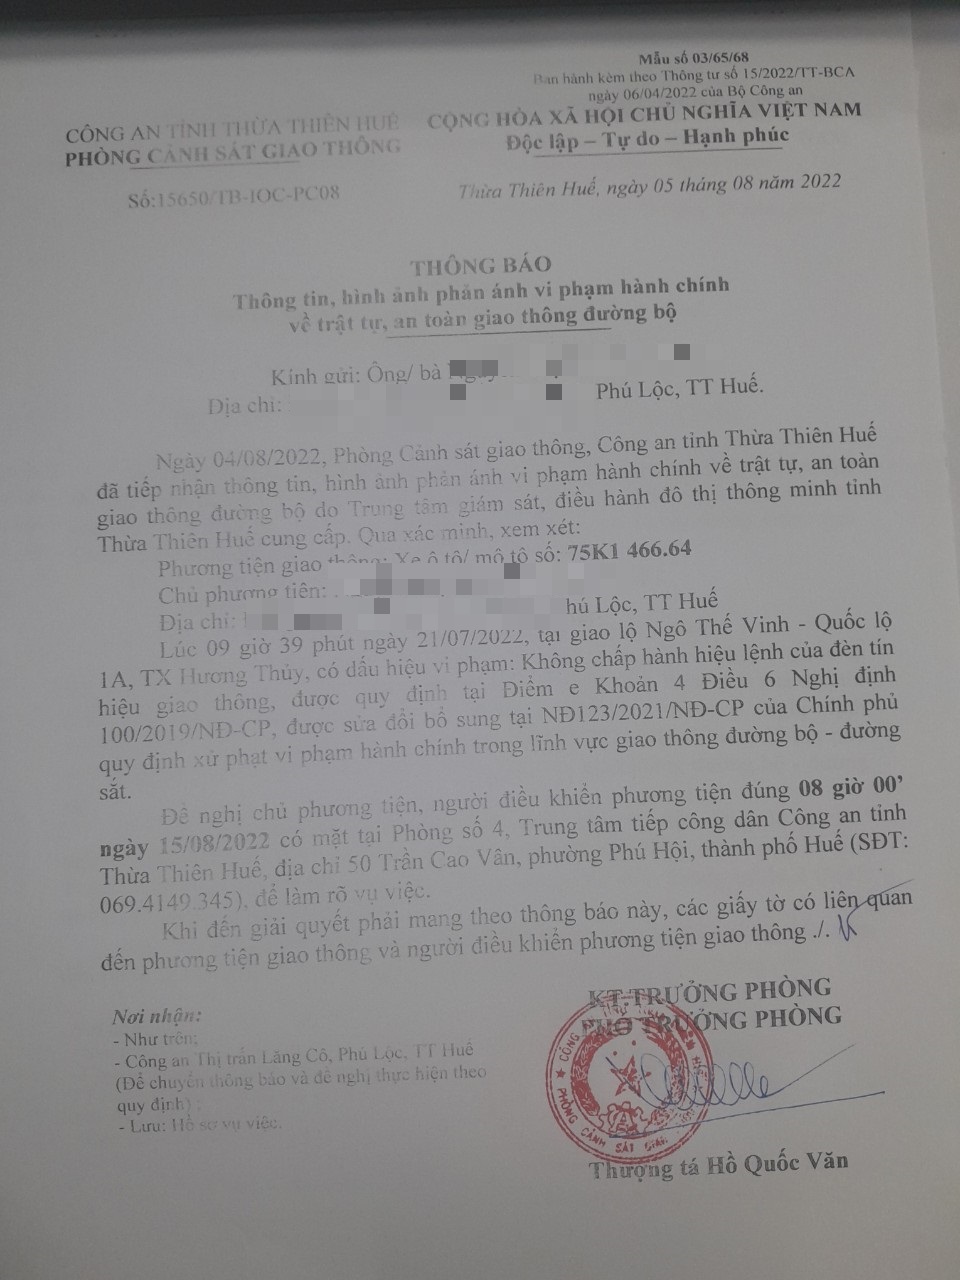 Mẫu số 03/65/68
Ban hành kèm theo Thông tư số 15/2022/TT-BCA
ngày 06/04/2022 của Bộ Công an
CÔNG AN TỈNH THỪA THIÊN HUẾ
PHÒNG CẢNH SÁT GIAO THÔNG
CỘNG HÒA XÃ HỘI CHỦ NGHĨA VIỆT NAM
Độc lập – Tự do – Hạnh phúc
Số:15650/TB-IOC-PC08
Thừa Thiên Huế, ngày 05 tháng 08 năm 2022
THÔNG BÁO
Thông tin, hình ảnh phản ánh vi phạm hành chính
về trật tự, an toàn giao thông đường bộ
Kính gửi: Ông/ bà
Địa chỉ: Phú Lộc, TT Huế.
Ngày 04/08/2022, Phòng Cảnh sát giao thông, Công an tỉnh Thừa Thiên Huế
đã tiếp nhận thông tin, hình ảnh phản ánh vi phạm hành chính về trật tự, an toàn
giao thông đường bộ do Trung tâm giám sát, điều hành đô thị thông minh tỉnh
Thừa Thiên Huế cung cấp. Qua xác minh, xem xét:
Phương tiện giao thông: Xe ô tô/ mô tô số: 75K1 466.64
Chủ phương tiện:
Địa chỉ: hú Lộc, TT Huế
Lúc 09 giờ 39 phút ngày 21/07/2022, tại giao lộ Ngô Thế Vinh - Quốc lộ
1A, TX Hương Thủy, có dấu hiệu vi phạm: Không chấp hành hiệu lệnh của đèn tín
hiệu giao thông, được quy định tại Điểm e Khoản 4 Điều 6 Nghị định
100/2019/NĐ-CP, được sửa đổi bổ sung tại NĐ123/2021/NĐ-CP của Chính phủ
quy định xử phạt vi phạm hành chính trong lĩnh vực giao thông đường bộ - đường
sắt.
Đề nghị chủ phương tiện, người điều khiển phương tiện đúng 08 giờ 00’
ngày 15/08/2022 có mặt tại Phòng số 4, Trung tâm tiếp công dân Công an tỉnh
Thừa Thiên Huế, địa chỉ 50 Trần Cao Vân, phường Phú Hội, thành phố Huế (SĐT:
069.4149.345), để làm rõ vụ việc.
Khi đến giải quyết phải mang theo thông báo này, các giấy tờ có liên quan
đến phương tiện giao thông và người điều khiển phương tiện giao thông ./.
KT.TRƯỞNG PHÒNG
PHÓ TRƯỞNG PHÒNG
Nơi nhận:
- Như trên;
- Công an Thị trấn Lăng Cô, Phú Lộc, TT Huế
(Để chuyển thông báo và đề nghị thực hiện theo
quy định) ;
- Lưu: Hồ sơ vụ việc.
PHÒNG CẢNH SÁT GIAO
Thượng tá Hồ Quốc Văn